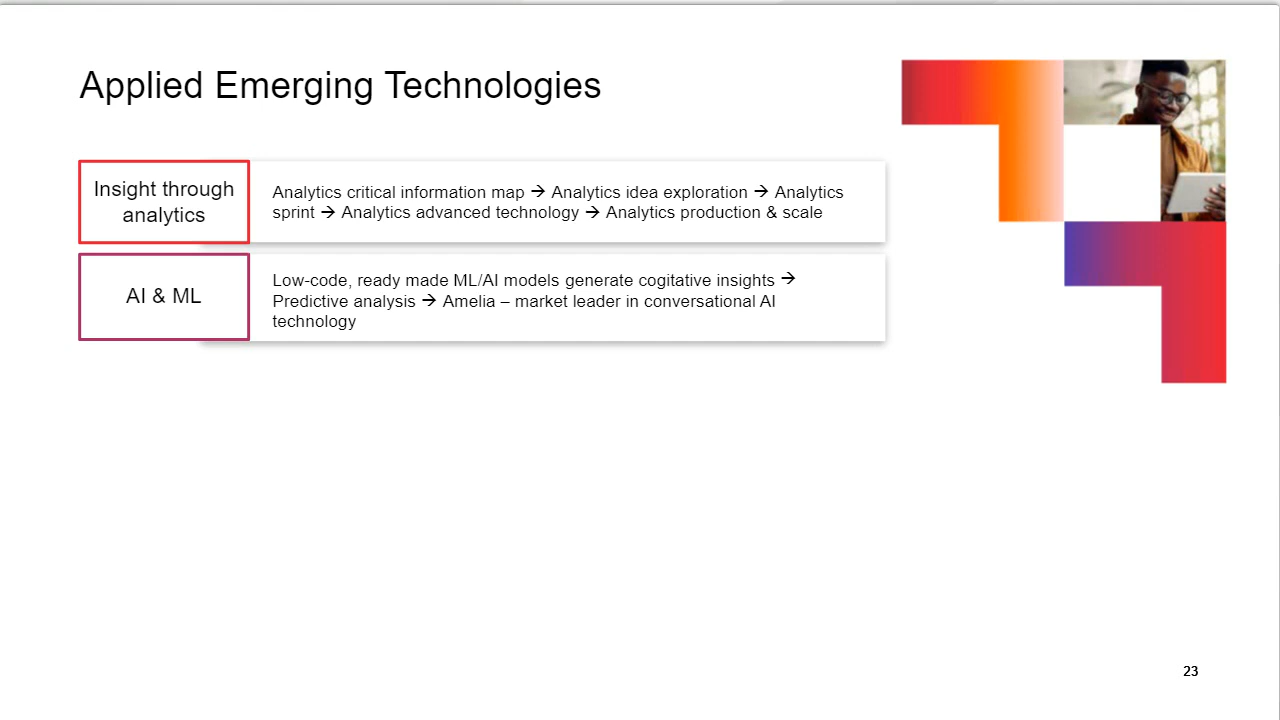 Applied Emerging Technologies
Insight through
analytics
Analytics critical information map → Analytics idea exploration → Analytics
sprint → Analytics advanced technology → Analytics production & scale
AI & ML
Low-code, ready made ML/AI models generate cogitative insights →
Predictive analysis → Amelia – market leader in conversational AI
technology
23